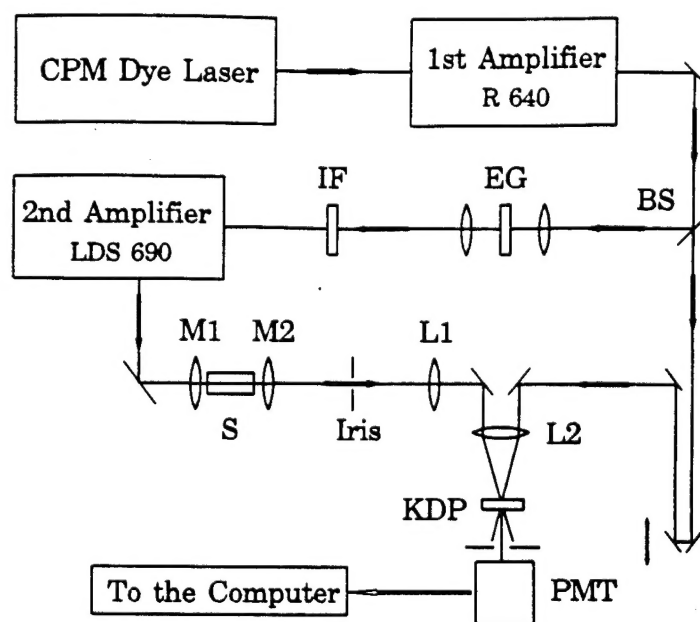 CPM Dye Laser
1st Amplifier
R 640
IF
EG
BS
2nd Amplifier
LDS 690
M1
M2
L1
S
Iris
L2
KDP
To the Computer
PMT